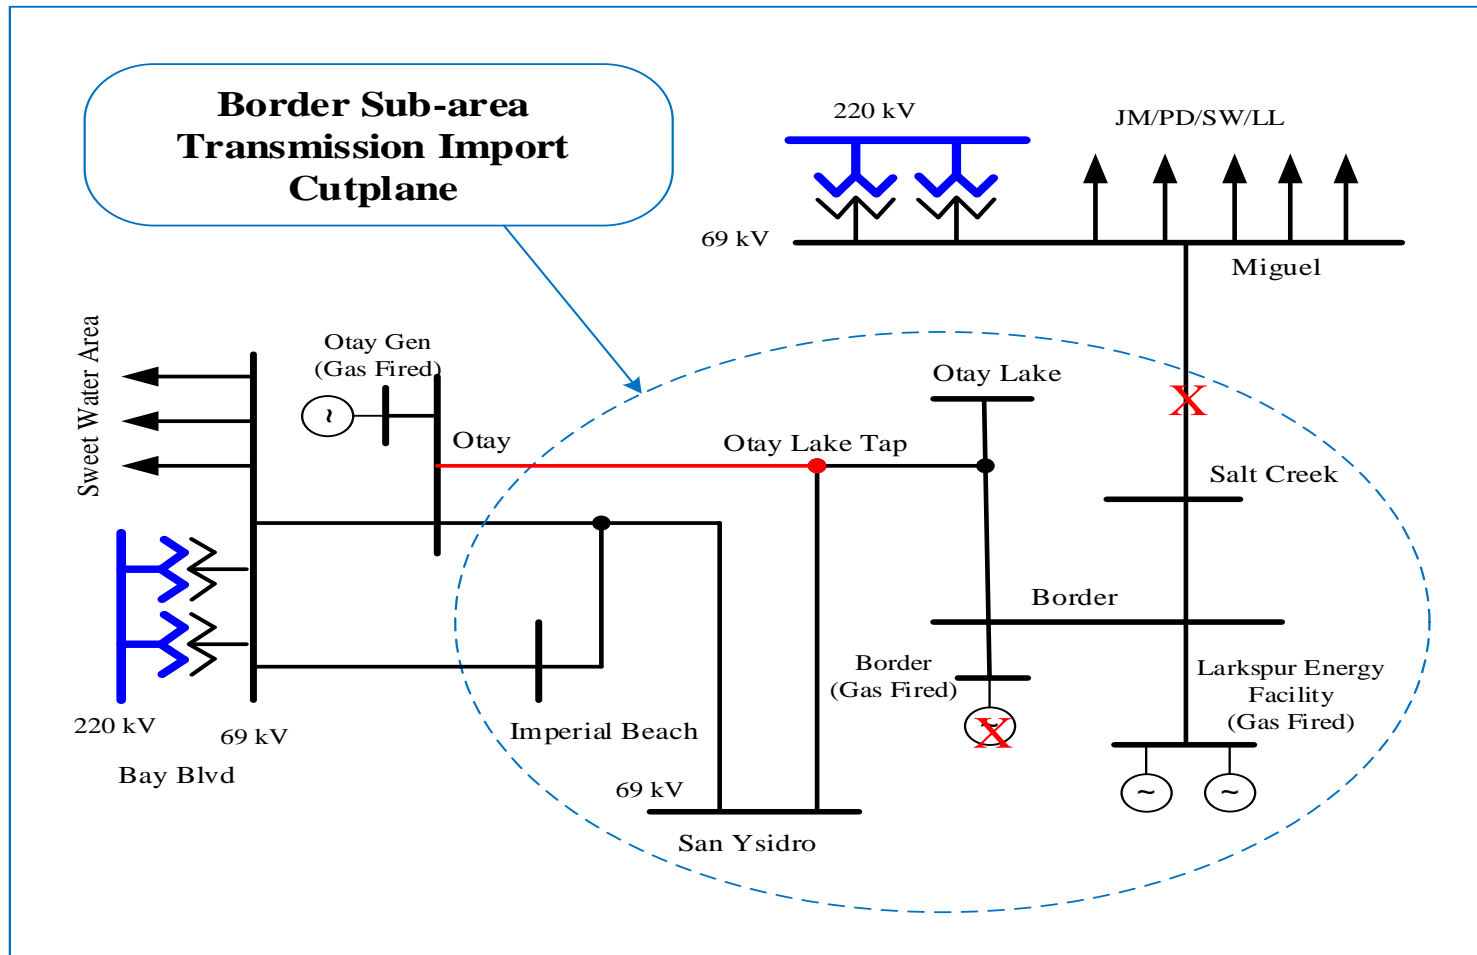 Border Sub-area
Transmission Import
Cutplane
220 kV
JM/PD/SW/LL
69 kV
Miguel
Sweet Water Area
Otay Gen
(Gas Fired)
Otay
Otay Lake
X
Otay Lake Tap
Salt Creek
Border
Border
(Gas Fired)
X
Larkspur Energy
Facility
(Gas Fired)
~
~
~
~
Imperial Beach
220 kV
69 kV
Bay Blvd
69 kV
San Ysidro